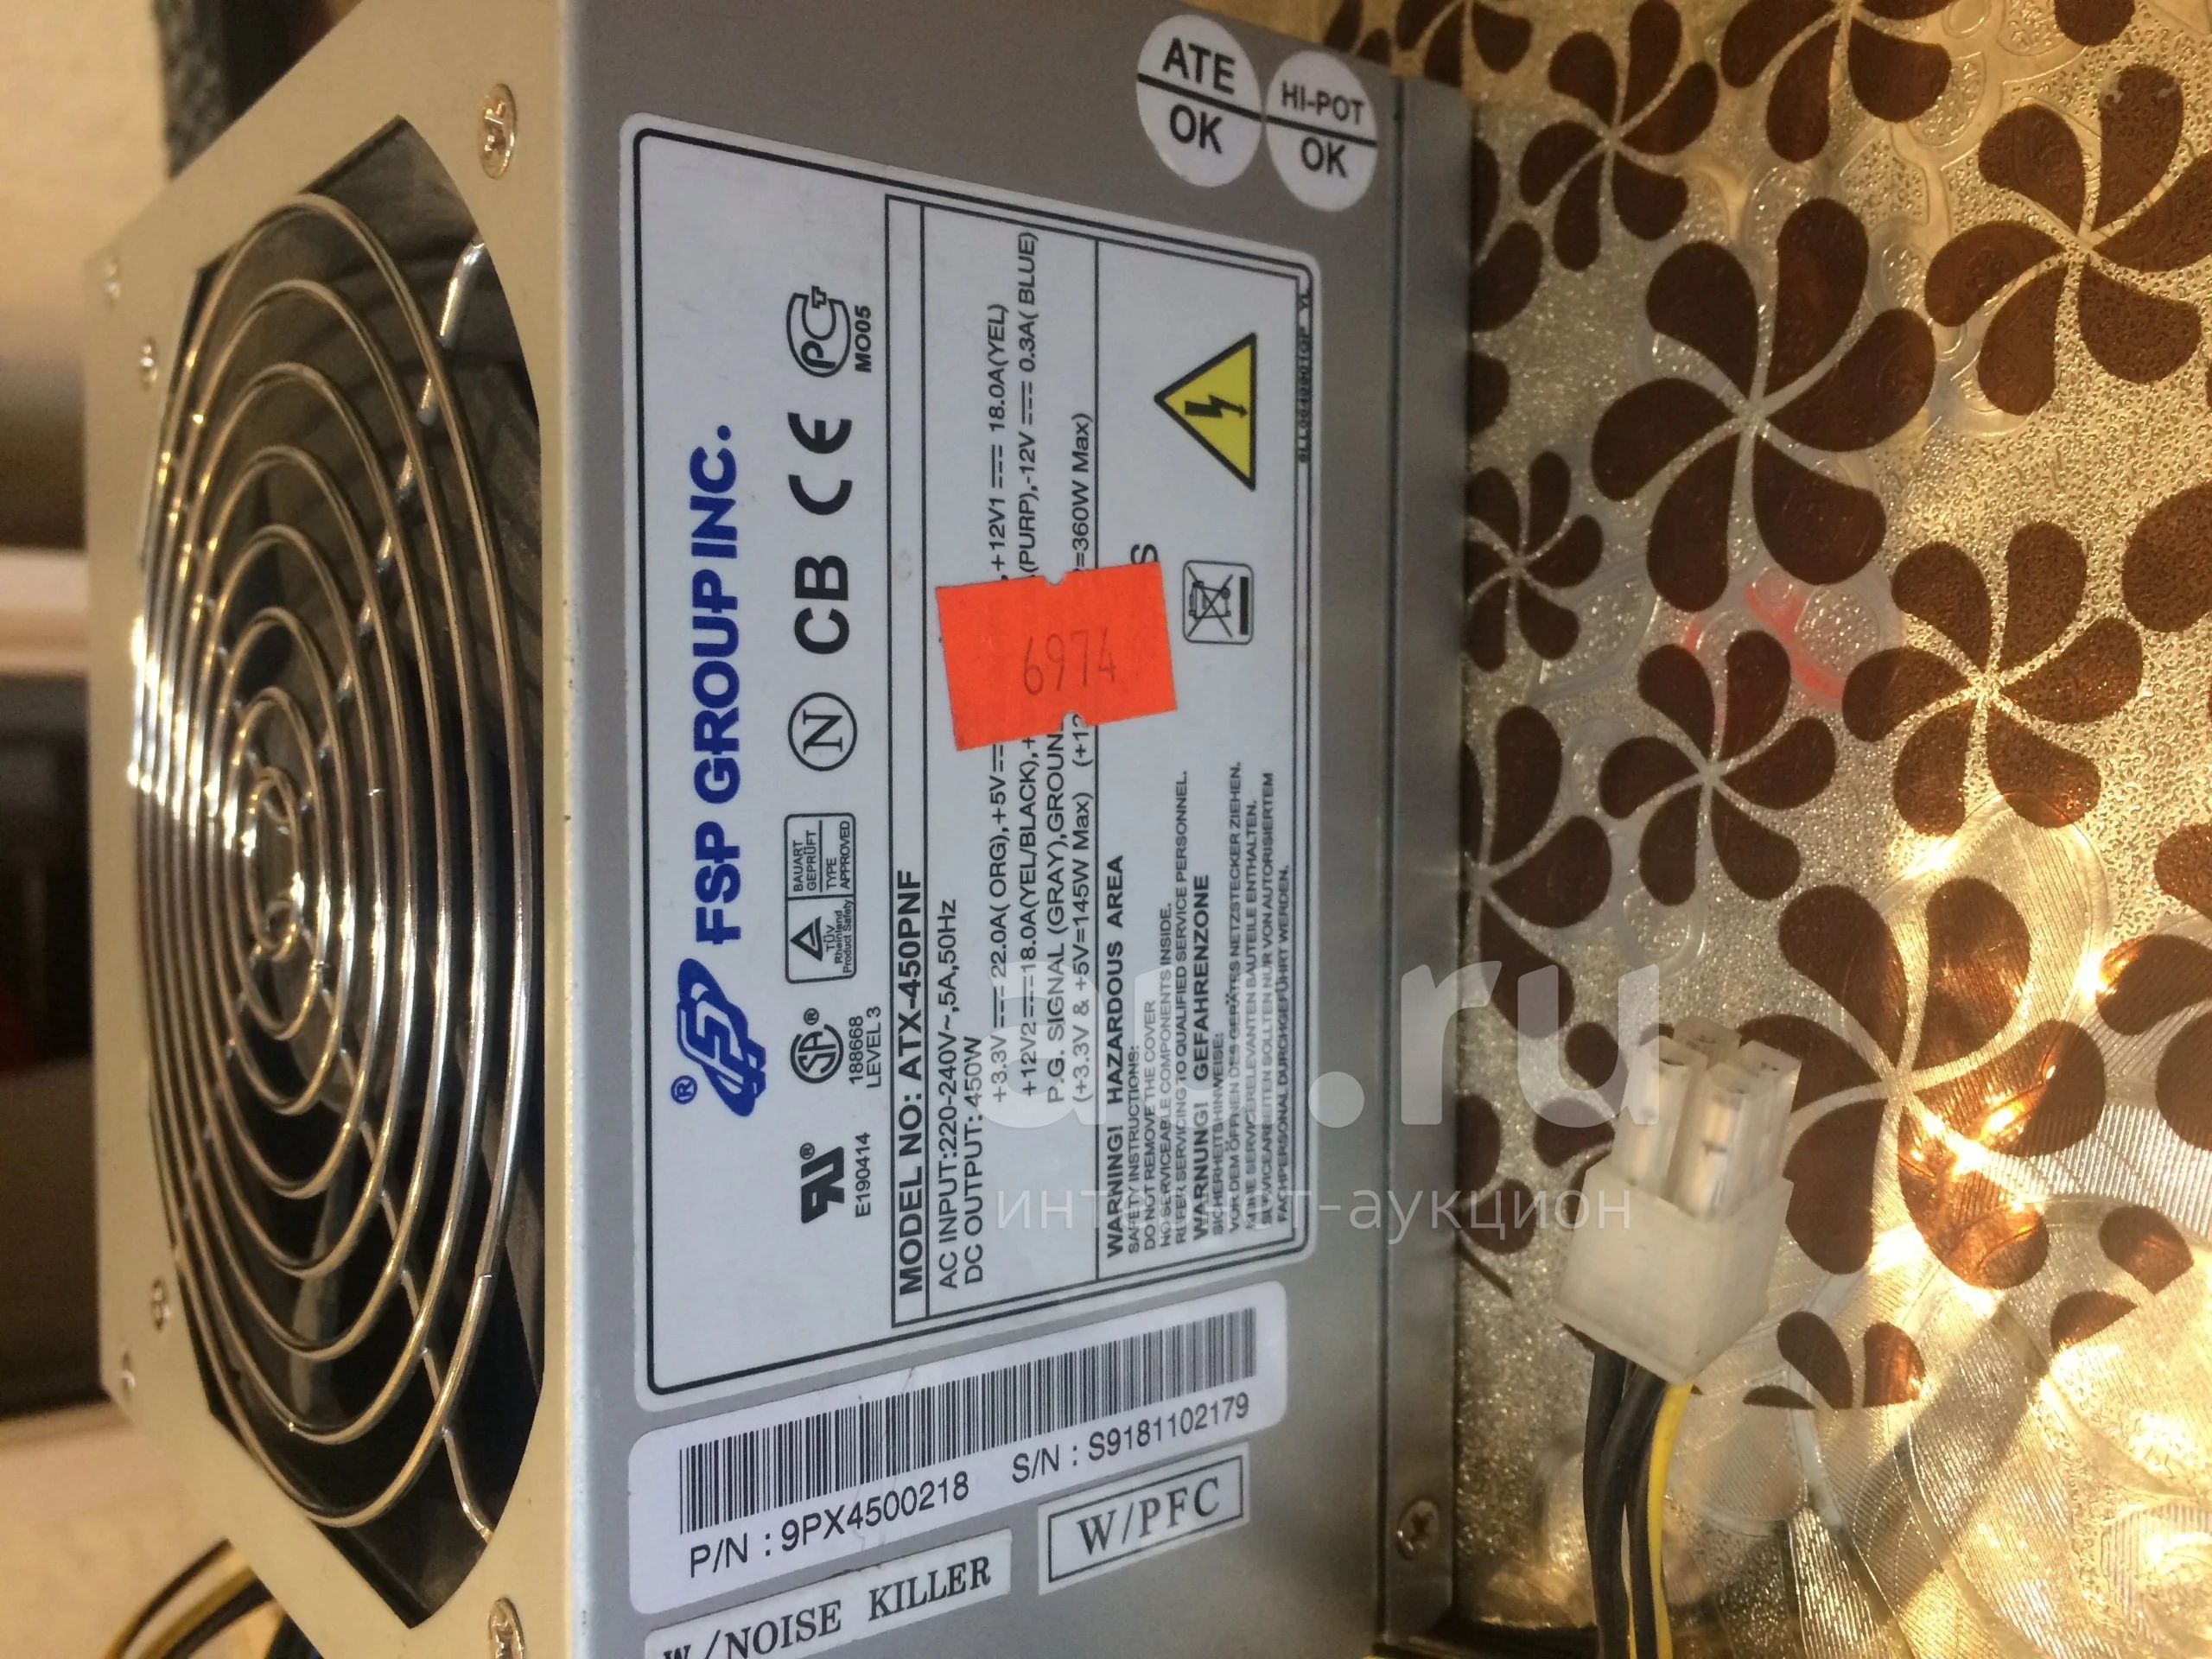 ATE
OK
HI-POT
OK
® FSP GROUP INC.
BAUART
GEPRÜFT
TYPE
APPROVED
TÜV
Rheinland
Product Safety
N CB CE PG
MO05
E190414
188668
LEVEL 3
MODEL NO: ATX-450PNF
AC INPUT:220-240V~,5A,50Hz
DC OUTPUT: 450W
+3.3V === 22.0A( ORG),+5V== ,+12V1 === 18.0A(YEL)
+12V2===18.0A(YEL/BLACK),+ (PURP),-12V === 0.3A( BLUE)
P.G. SIGNAL (GRAY),GROUN
(+3.3V & +5V=145W Max) (+12 =360W Max)
6974
WARNING! HAZARDOUS AREA
SAFETY INSTRUCTIONS:
DO NOT REMOVE THE COVER
NO SERVICEABLE COMPONENTS INSIDE.
REFER SERVICING TO QUALIFIED SERVICE PERSONNEL.
WARNUNG! GEFAHRENZONE
SICHERHEITSHINWEISE:
VOR DEM ÖFFNEN DES GERÄTS NETZSTECKER ZIEHEN.
KEINE SERVICERELEVANTEN BAUTEILE ENTHALTEN.
SERVICEARBEITEN SOLLTEN NUR VON AUTORISIERTEM
FACHPERSONAL DURCHGEFÜHRT WERDEN.
P/N : 9PX4500218 S/N : S9181102179
W/NOISE KILLER
W/PFC
au.ru
интернет-аукцион